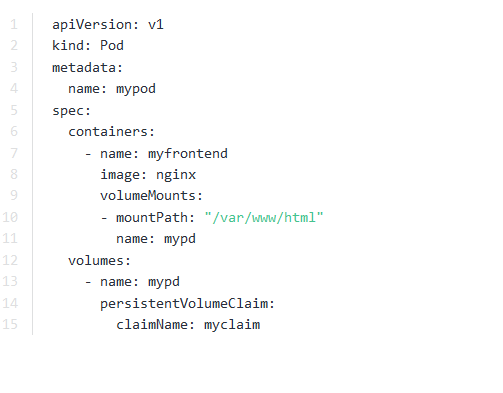 1 apiVersion: v1
2 kind: Pod
3 metadata:
4   name: mypod
5 spec:
6   containers:
7     - name: myfrontend
8       image: nginx
9       volumeMounts:
10       - mountPath: "/var/www/html"
11         name: mypd
12   volumes:
13     - name: mypd
14       persistentVolumeClaim:
15         claimName: myclaim